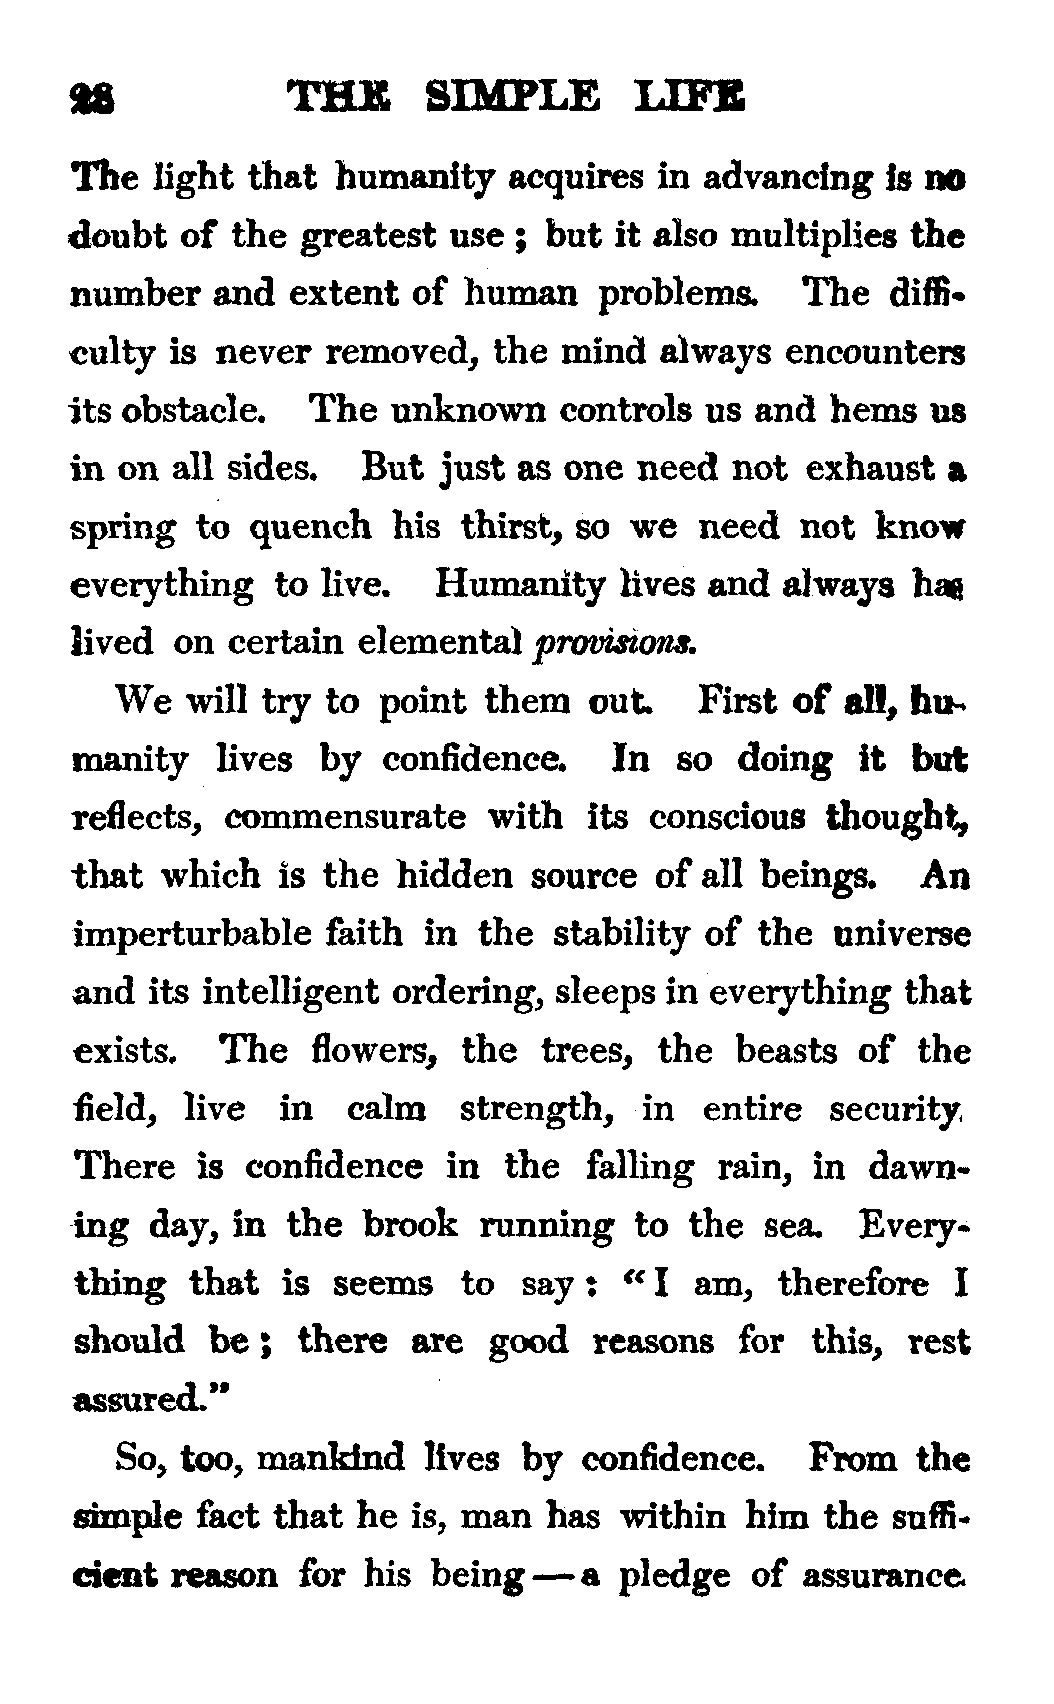 28 THE SIMPLE LIFE
The light that humanity acquires in advancing is no
doubt of the greatest use ; but it also multiplies the
number and extent of human problems. The diffi-
culty is never removed, the mind always encounters
its obstacle. The unknown controls us and hems us
in on all sides. But just as one need not exhaust a
spring to quench his thirst, so we need not know
everything to live. Humanity lives and always has
lived on certain elemental provisions.
We will try to point them out. First of all, hu-
manity lives by confidence. In so doing it but
reflects, commensurate with its conscious thought,
that which is the hidden source of all beings. An
imperturbable faith in the stability of the universe
and its intelligent ordering, sleeps in everything that
exists. The flowers, the trees, the beasts of the
field, live in calm strength, in entire security.
There is confidence in the falling rain, in dawn-
ing day, in the brook running to the sea. Every-
thing that is seems to say : “I am, therefore I
should be ; there are good reasons for this, rest
assured.”
So, too, mankind lives by confidence. From the
simple fact that he is, man has within him the suffi-
cient reason for his being — a pledge of assurance.